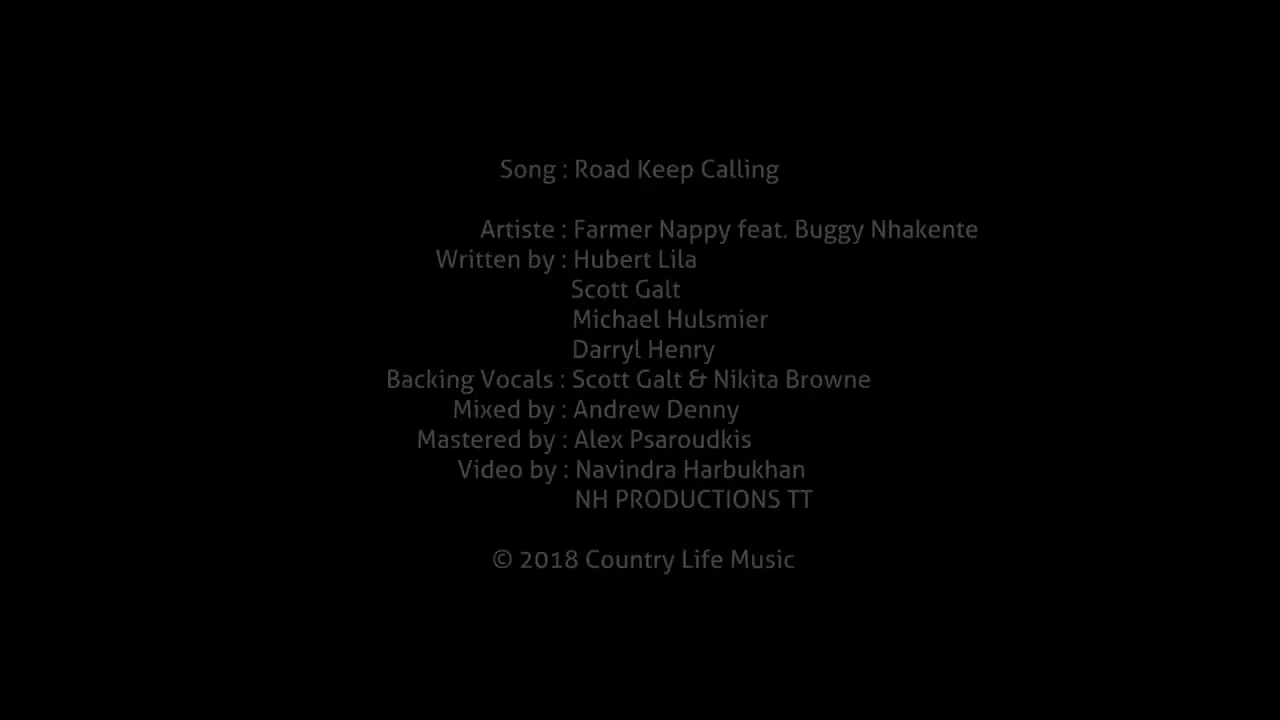 Song : Road Keep Calling
Artiste : Farmer Nappy feat. Buggy Nhakente
Written by : Hubert Lila
Scott Galt
Michael Hulsmier
Darryl Henry
Backing Vocals : Scott Galt & Nikita Browne
Mixed by : Andrew Denny
Mastered by : Alex Psaroudkis
Video by : Navindra Harbukhan
NH PRODUCTIONS TT
© 2018 Country Life Music